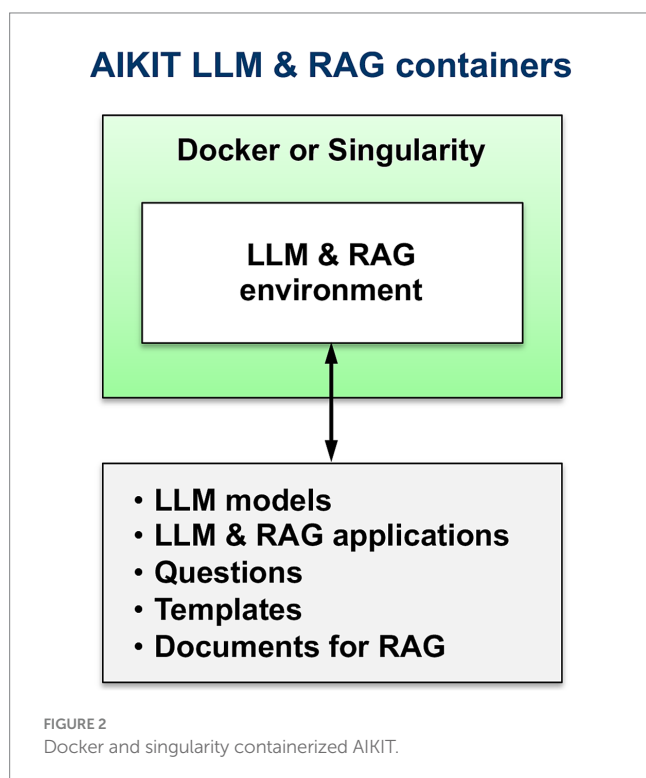 AIKIT LLM & RAG containers
Docker or Singularity
LLM & RAG
environment
• LLM models
• LLM & RAG applications
• Questions
• Templates
• Documents for RAG
FIGURE 2
Docker and singularity containerized AIKIT.